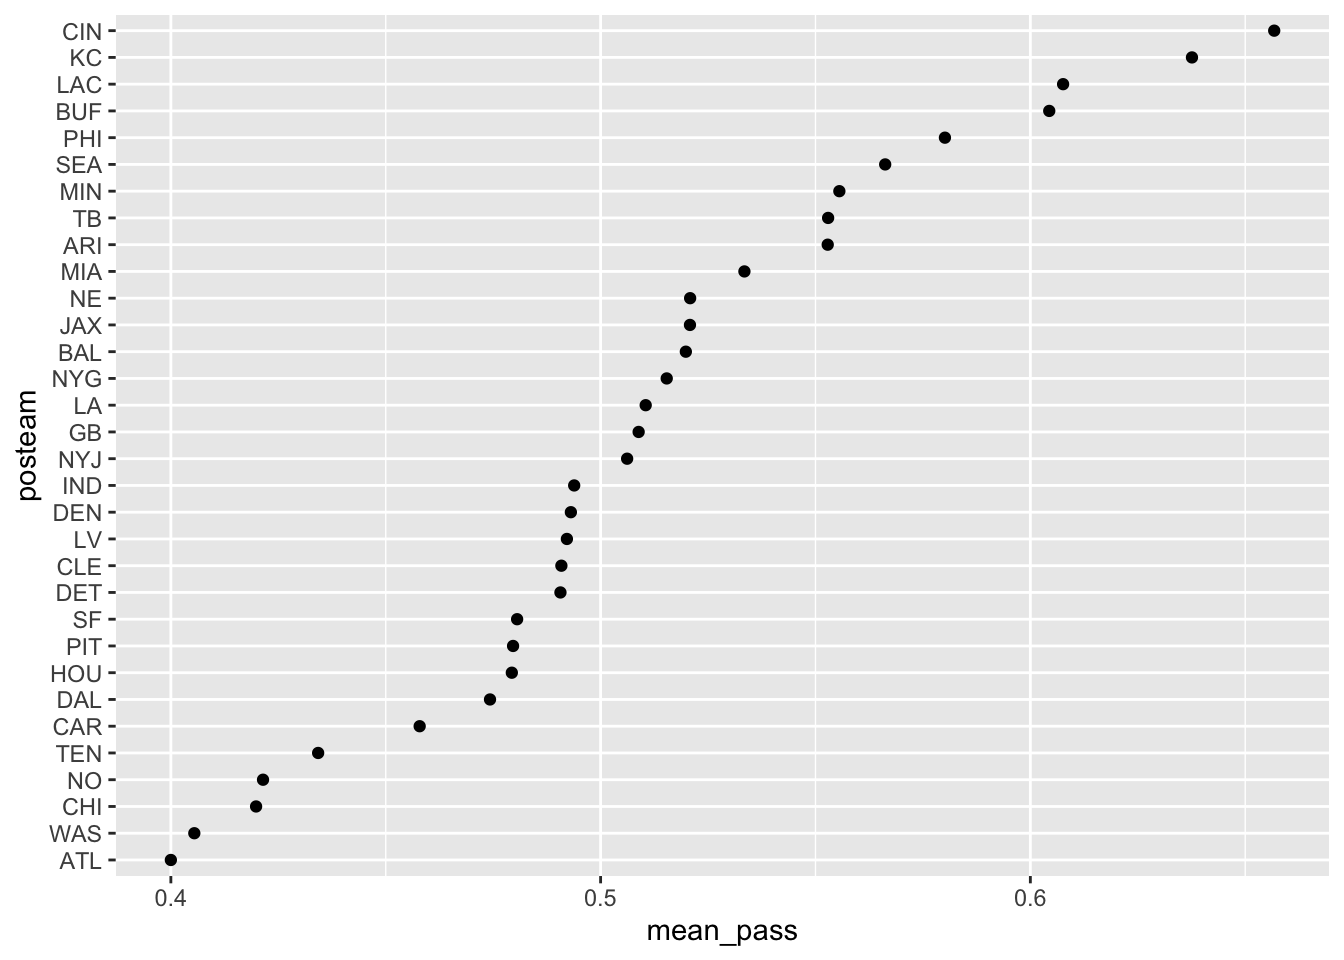 CIN
KC
LAC
BUF
PHI
SEA
MIN
TB
ARI
MIA
NE
JAX
BAL
NYG
LA
GB
NYJ
IND
DEN
LV
CLE
DET
SF
PIT
HOU
DAL
CAR
TEN
NO
CHI
WAS
ATL
posteam
0.4 0.5 0.6
mean_pass